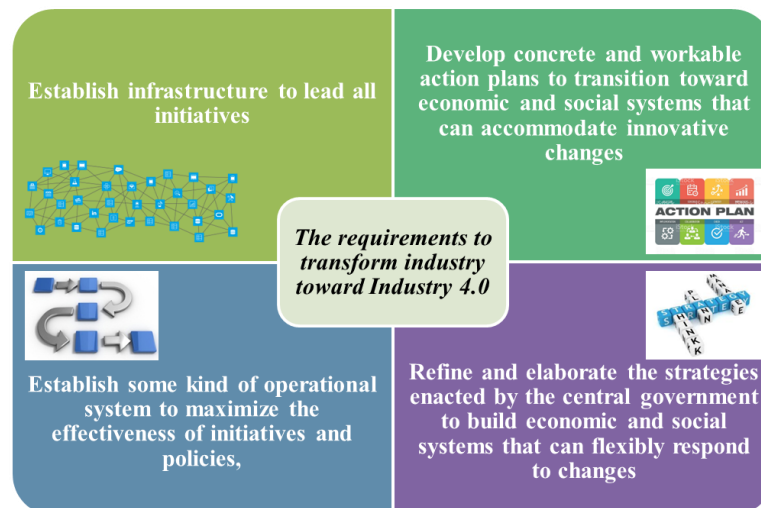 Establish infrastructure to lead all
initiatives
Develop concrete and workable
action plans to transition toward
economic and social systems that
can accommodate innovative
changes
ACTION PLAN
The requirements to
transform industry
toward Industry 4.0
Establish some kind of operational
system to maximize the
effectiveness of initiatives and
policies,
STRATEGY
THINK
Refine and elaborate the strategies
enacted by the central government
to build economic and social
systems that can flexibly respond
to changes